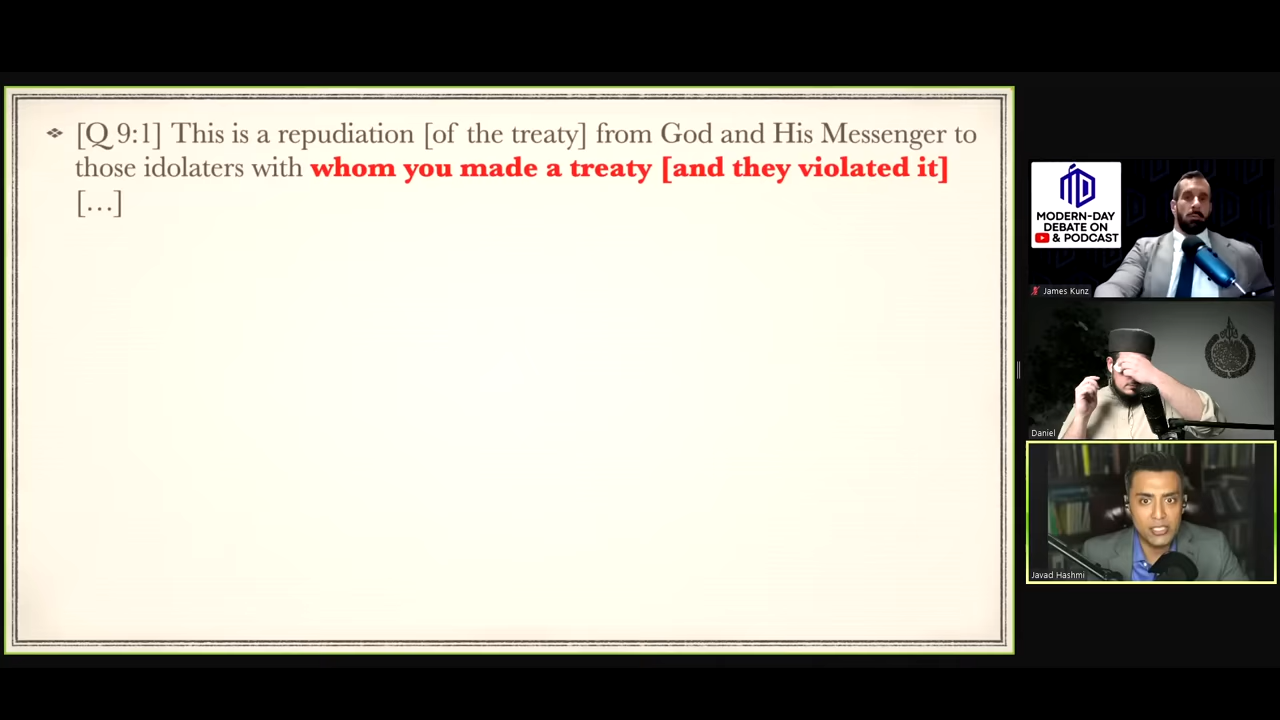 [Q 9:1] This is a repudiation [of the treaty] from God and His Messenger to
those idolaters with whom you made a treaty [and they violated it]
[…]
MODERN-DAY
DEBATE ON
& PODCAST
James Kunz
Daniel
Javad Hashmi